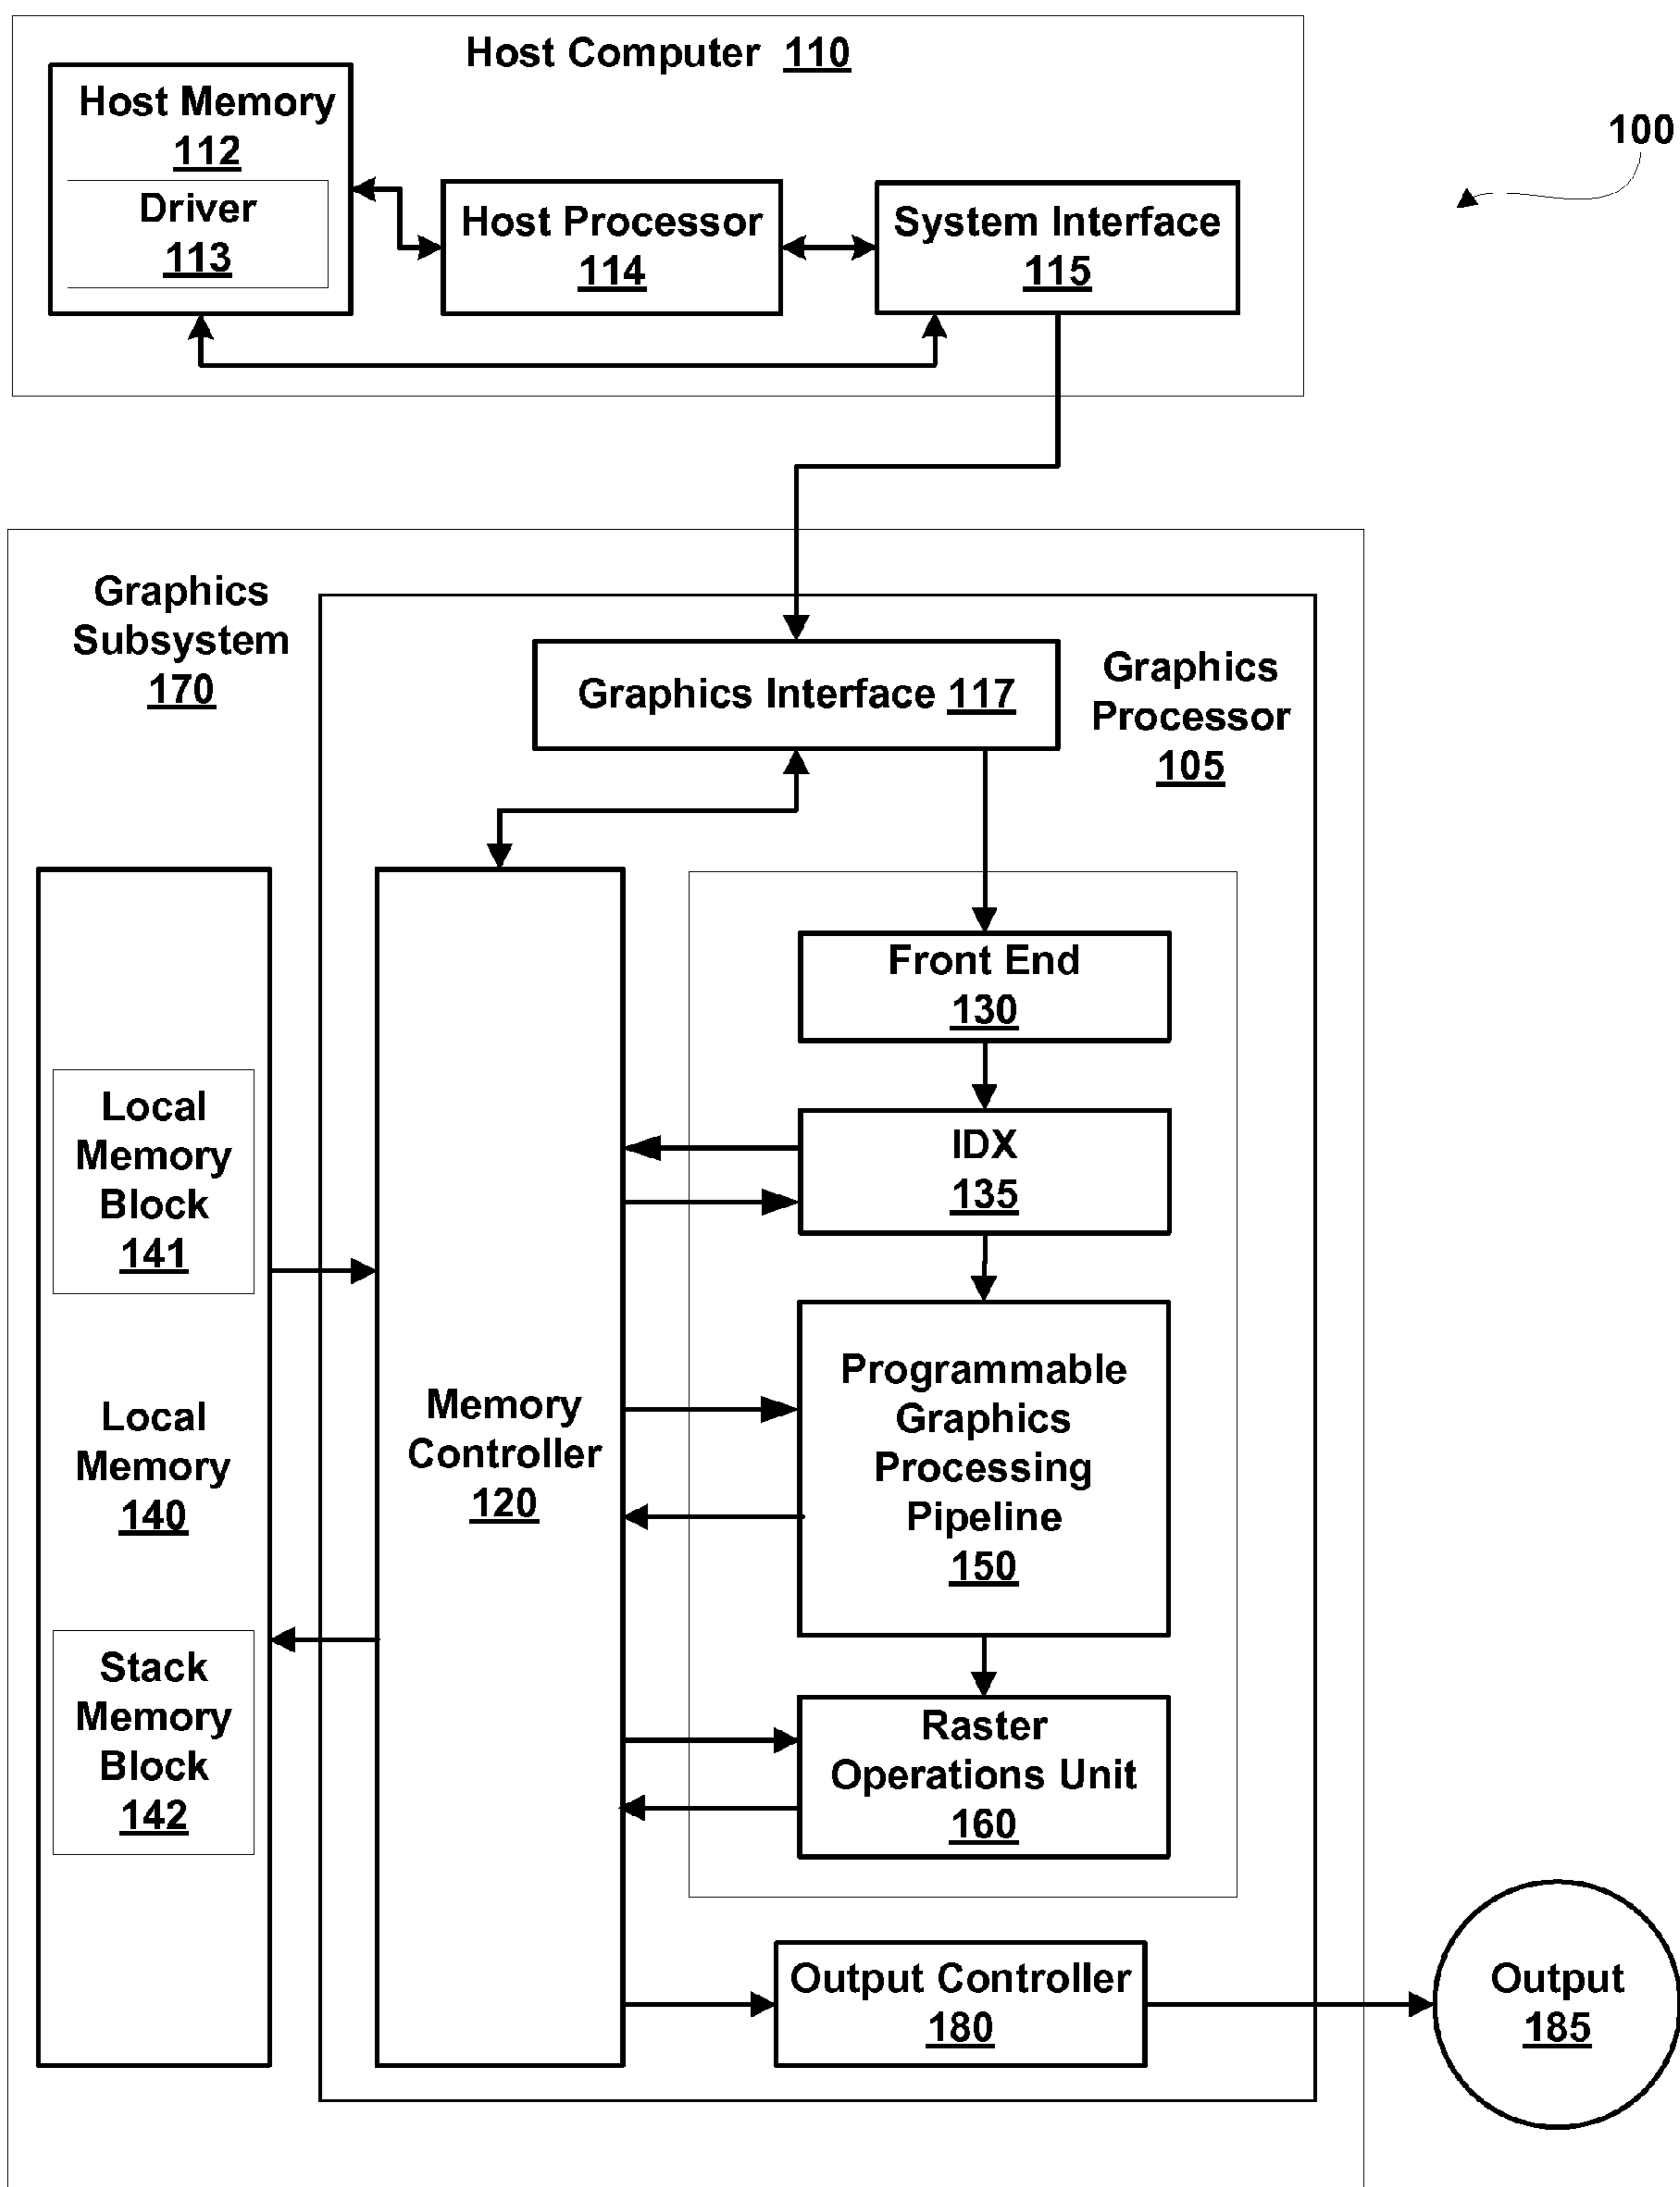 Host Computer 110
Host Memory
112
Driver
113
Host Processor
114
System Interface
115
100
Graphics
Subsystem
170
Graphics Interface 117
Graphics
Processor
105
Front End
130
IDX
135
Local
Memory
Block
141
Local
Memory
140
Stack
Memory
Block
142
Memory
Controller
120
Programmable
Graphics
Processing
Pipeline
150
Raster
Operations Unit
160
Output Controller
180
Output
185